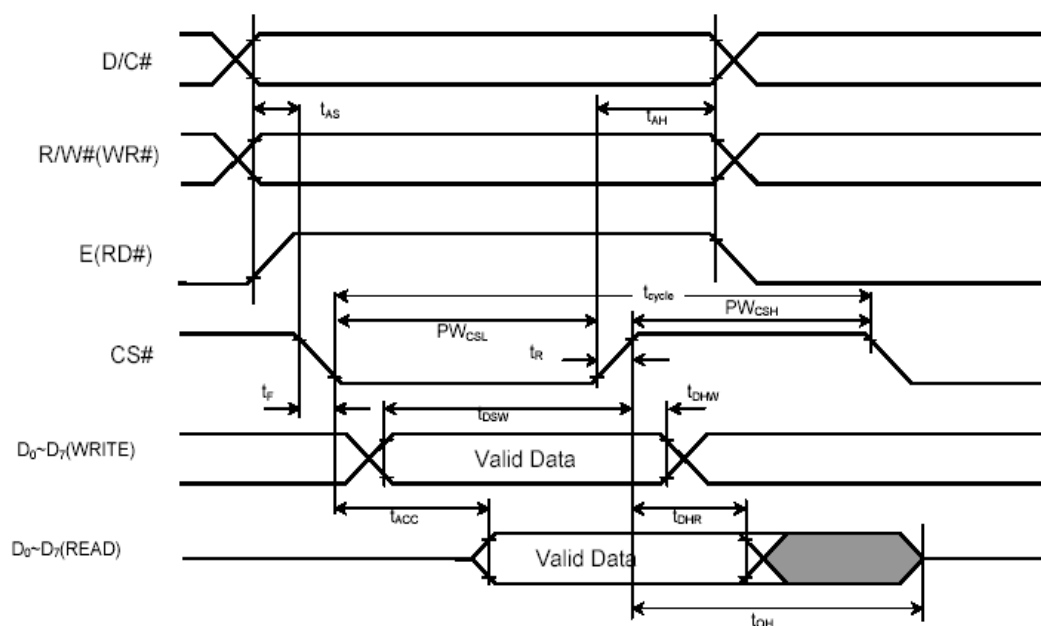 D/C#
tAS
tAH
R/W#(WR#)
E(RD#)
tcycle
PWCSL
PWCSH
CS#
tR
tF
tDSW
tDHW
D0~D7(WRITE)
Valid Data
tACC
tDHR
D0~D7(READ)
Valid Data
tOH